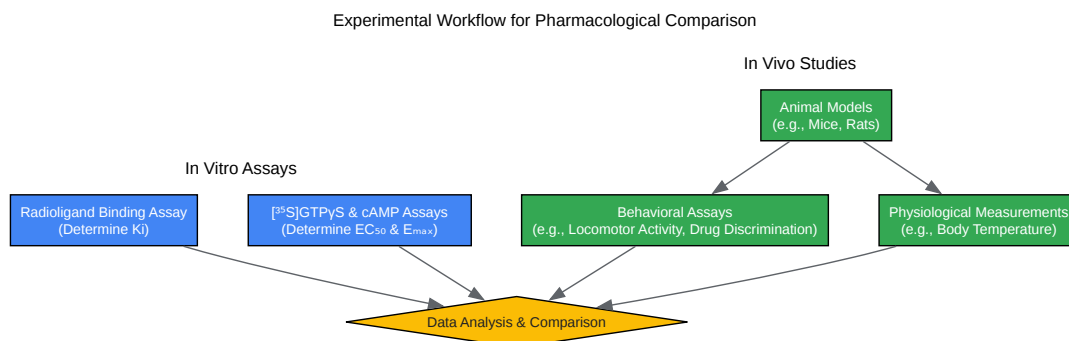 Experimental Workflow for Pharmacological Comparison
In Vivo Studies
Animal Models
(e.g., Mice, Rats)
In Vitro Assays
Radioligand Binding Assay
(Determine Ki)
[³⁵S]GTPγS & cAMP Assays
(Determine EC₅₀ & Eₘₐₓ)
Behavioral Assays
(e.g., Locomotor Activity, Drug Discrimination)
Physiological Measurements
(e.g., Body Temperature)
Data Analysis & Comparison